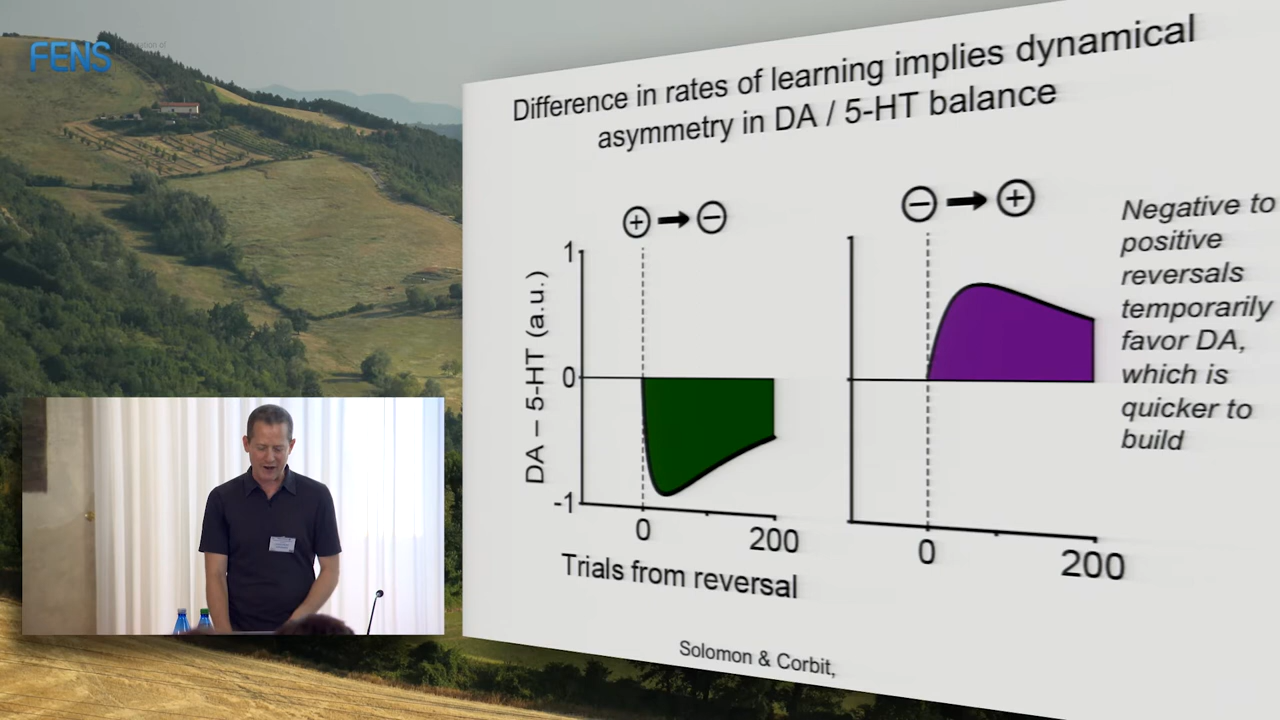 FENS
Difference in rates of learning implies dynamical
asymmetry in DA / 5-HT balance
+ → −
− → +
DA – 5-HT (a.u.)
1
0
-1
0
200
0
200
Trials from reversal
Negative to
positive
reversals
temporarily
favor DA,
which is
quicker to
build
Solomon & Corbit,